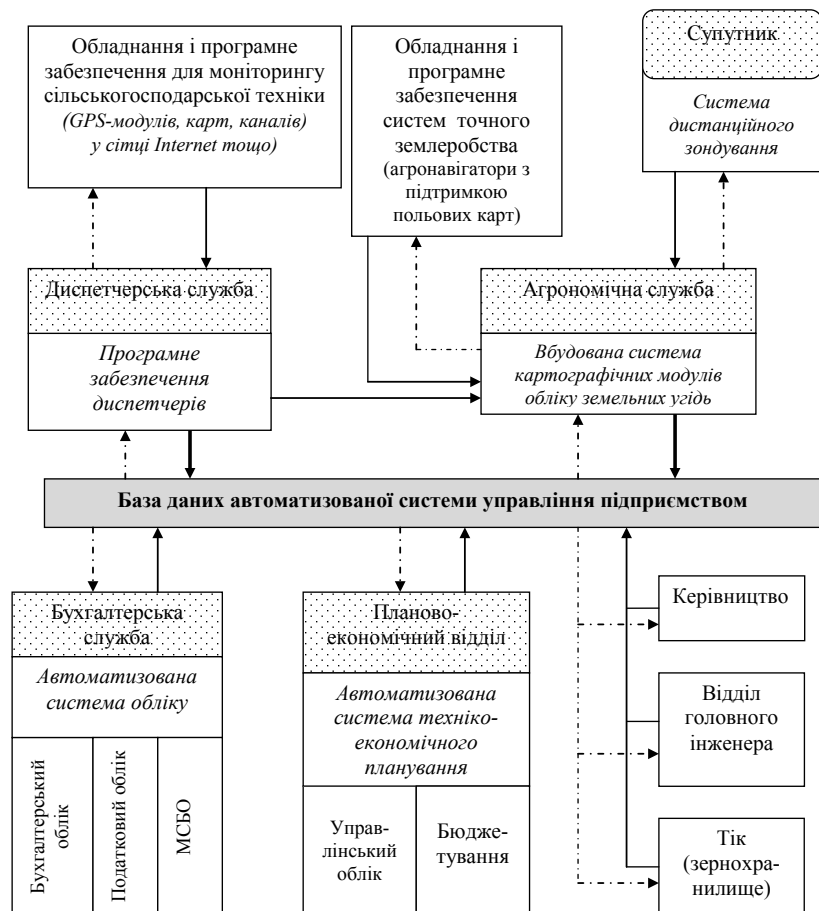 Обладнання і програмне
забезпечення для моніторингу
сільськогосподарської техніки
(GPS-модулів, карт, каналів)
у сітці Internet тощо)
Обладнання і
програмне
забезпечення
систем точного
землеробства
(агронавігатори з
підтримкою
польових карт)
Супутник
Система
дистанційного
зондування
Диспетчерська служба
Програмне
забезпечення
диспетчерів
Агрономічна служба
Вбудована система
картографічних модулів
обліку земельних угідь
База даних автоматизованої системи управління підприємством
Бухгалтерська
служба
Автоматизована
система обліку
Бухгалтерський
облік
Податковий облік
МСБО
Планово-
економічний відділ
Автоматизована
система техніко-
економічного
планування
Управ-
лінський
облік
Бюдже-
тування
Керівництво
Відділ
головного
інженера
Тік
(зернохра-
нилище)